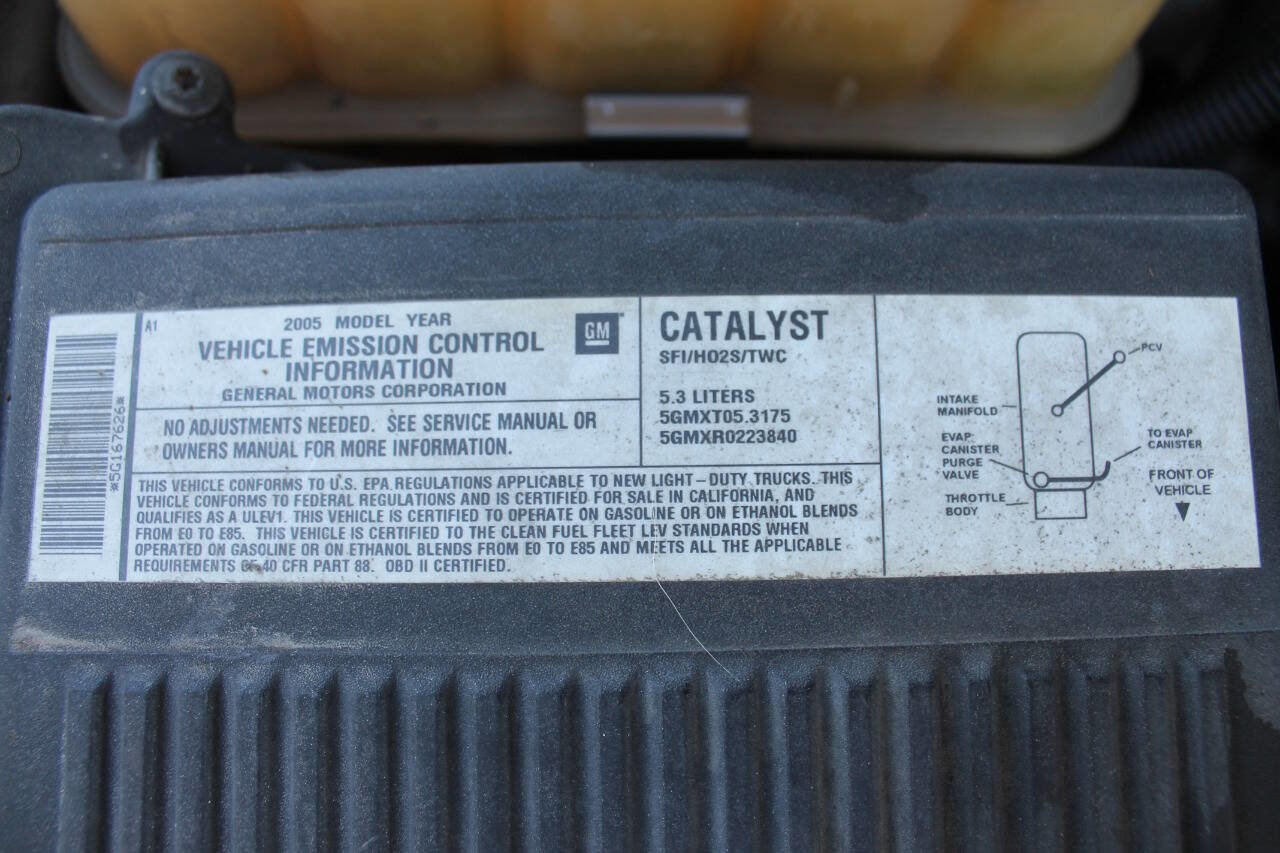 *5G167626*
A1
2005 MODEL YEAR
VEHICLE EMISSION CONTROL
INFORMATION
GENERAL MOTORS CORPORATION
GM
NO ADJUSTMENTS NEEDED. SEE SERVICE MANUAL OR
OWNERS MANUAL FOR MORE INFORMATION.
CATALYST
SFI/HO2S/TWC
5.3 LITERS
5GMXT05.3175
5GMXR0223840
THIS VEHICLE CONFORMS TO U.S. EPA REGULATIONS APPLICABLE TO NEW LIGHT-DUTY TRUCKS. THIS
VEHICLE CONFORMS TO FEDERAL REGULATIONS AND IS CERTIFIED FOR SALE IN CALIFORNIA, AND
QUALIFIES AS A ULEV1. THIS VEHICLE IS CERTIFIED TO OPERATE ON GASOLINE OR ON ETHANOL BLENDS
FROM E0 TO E85. THIS VEHICLE IS CERTIFIED TO THE CLEAN FUEL FLEET LEV STANDARDS WHEN
OPERATED ON GASOLINE OR ON ETHANOL BLENDS FROM E0 TO E85 AND MEETS ALL THE APPLICABLE
REQUIREMENTS OF 40 CFR PART 88. OBD II CERTIFIED.
PCV
INTAKE
MANIFOLD
EVAP
CANISTER
PURGE
VALVE
THROTTLE
BODY
TO EVAP
CANISTER
FRONT OF
VEHICLE